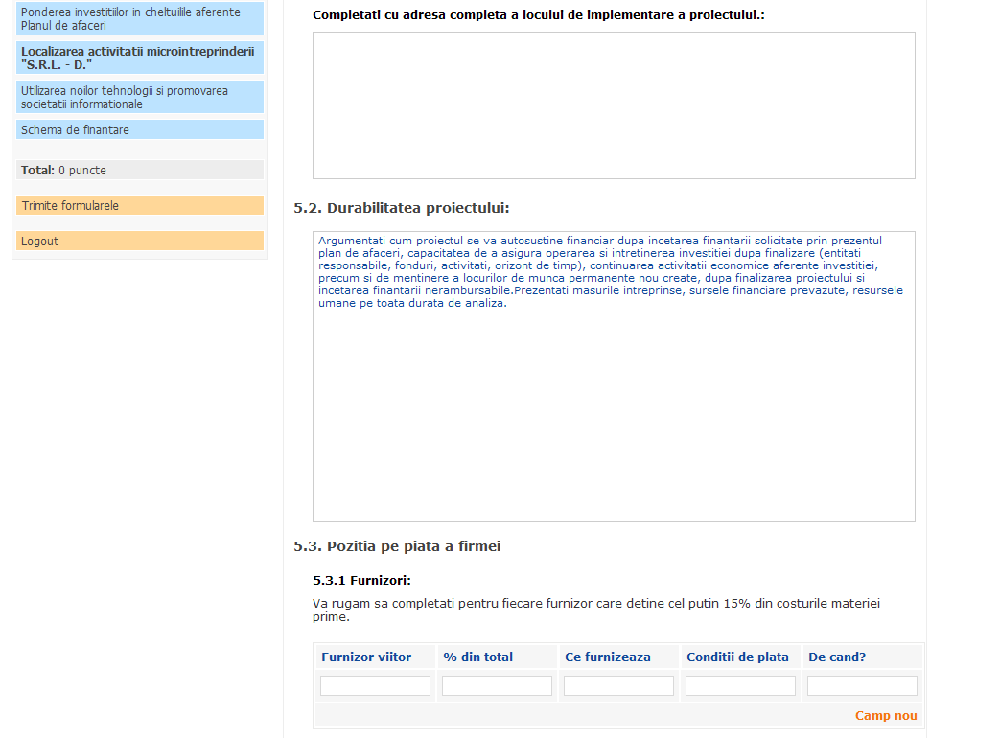 Ponderea investitiilor in cheltuilile aferente
Planul de afaceri
Localizarea activitatii microintreprinderii
"S.R.L. - D."
Utilizarea noilor tehnologii si promovarea
societatii informationale
Schema de finantare
Total: 0 puncte
Trimite formularele
Logout
Completati cu adresa completa a locului de implementare a proiectului.:
5.2. Durabilitatea proiectului:
Argumentati cum proiectul se va autosustine financiar dupa incetarea finantarii solicitate prin prezentul
plan de afaceri, capacitatea de a asigura operarea si intretinerea investitiei dupa finalizare (entitati
responsabile, fonduri, activitati, orizont de timp), continuarea activitatii economice aferente investitiei,
precum si de mentinere a locurilor de munca permanente nou create, dupa finalizarea proiectului si
incetarea finantarii nerambursabile.Prezentati masurile intreprinse, sursele financiare prevazute, resursele
umane pe toata durata de analiza.
5.3. Pozitia pe piata a firmei
5.3.1 Furnizori:
Va rugam sa completati pentru fiecare furnizor care detine cel putin 15% din costurile materiei
prime.
Furnizor viitor % din total Ce furnizeaza Conditii de plata De cand?
Camp nou